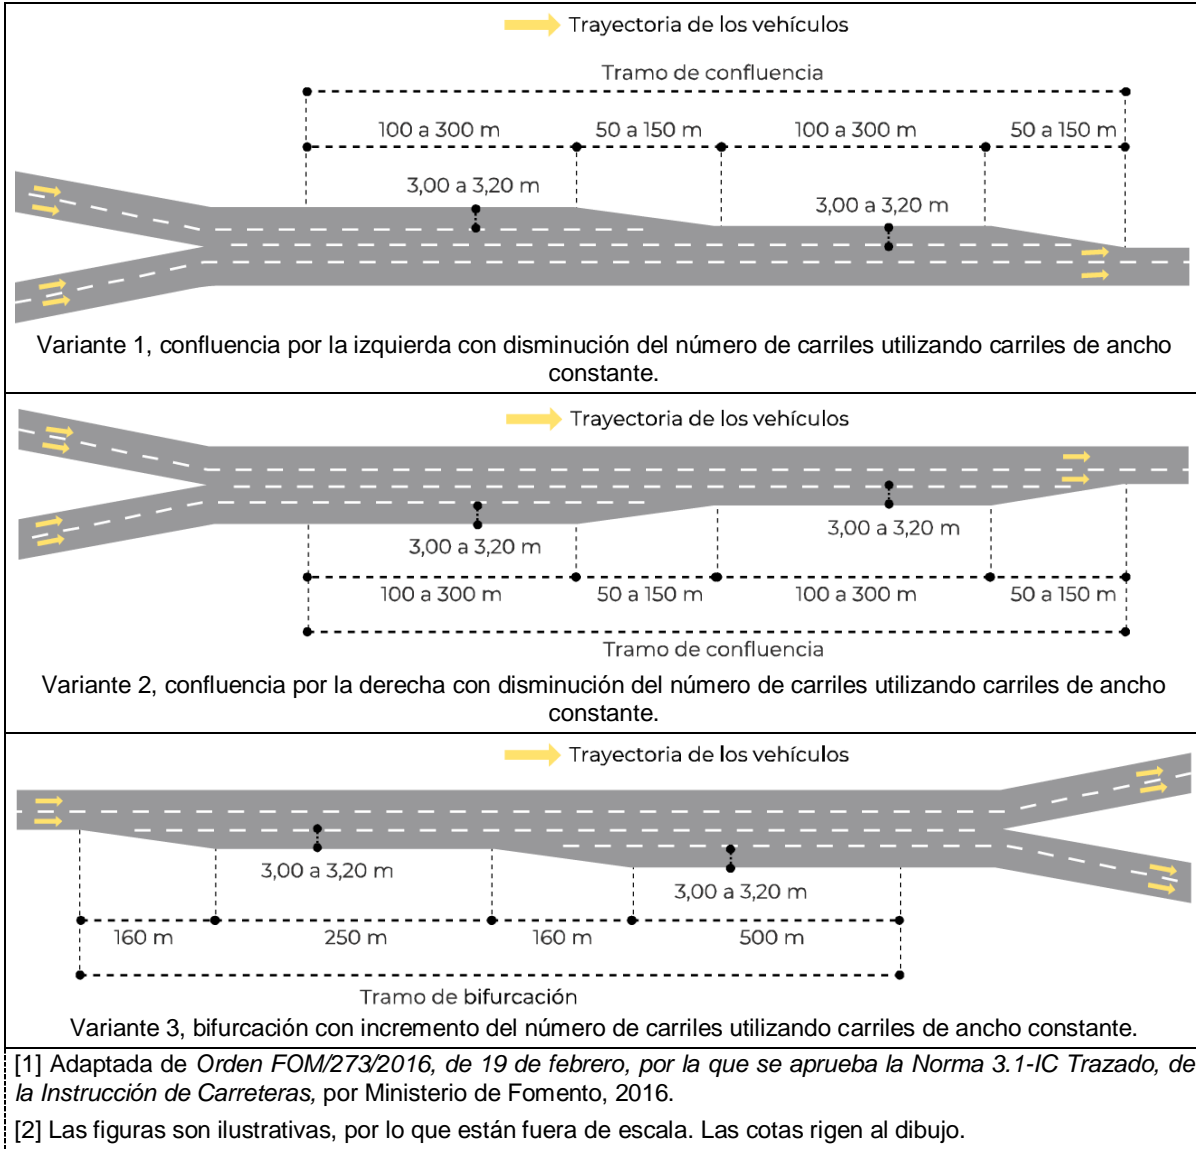 Trayectoria de los vehículos
Tramo de confluencia
100 a 300 m
50 a 150 m
100 a 300 m
50 a 150 m
3,00 a 3,20 m
3,00 a 3,20 m
Variante 1, confluencia por la izquierda con disminución del número de carriles utilizando carriles de ancho
constante.
Trayectoria de los vehículos
3,00 a 3,20 m
3,00 a 3,20 m
100 a 300 m
50 a 150 m
100 a 300 m
50 a 150 m
Tramo de confluencia
Variante 2, confluencia por la derecha con disminución del número de carriles utilizando carriles de ancho
constante.
Trayectoria de los vehículos
3,00 a 3,20 m
3,00 a 3,20 m
160 m
250 m
160 m
500 m
Tramo de bifurcación
Variante 3, bifurcación con incremento del número de carriles utilizando carriles de ancho constante.
[1] Adaptada de Orden FOM/273/2016, de 19 de febrero, por la que se aprueba la Norma 3.1-IC Trazado, de
la Instrucción de Carreteras, por Ministerio de Fomento, 2016.
[2] Las figuras son ilustrativas, por lo que están fuera de escala. Las cotas rigen al dibujo.